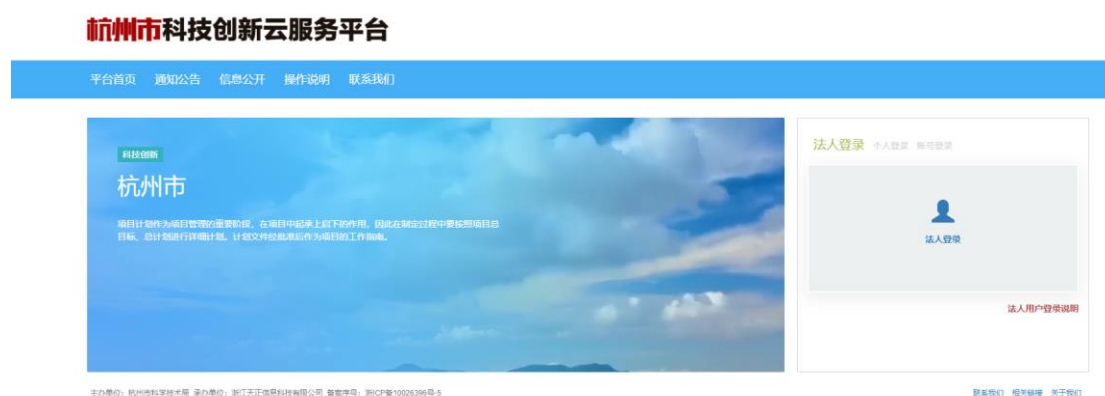 杭州市科技创新云服务平台
平台首页 通知公告 信息公开 操作说明 联系我们
科技创新
杭州市
项目计划作为项目管理的重要阶段，在项目中起承上启下的作用，因此在制定过程中要按照项目总
目标、总计划进行详细计划。计划文件经批准后作为项目的工作指南。
法人登录 个人登录 账号登录
法人登录
法人用户登录说明
主办单位：杭州市科学技术局 承办单位：浙江天正信息科技有限公司 备案序号：浙ICP备10026396号-5
联系我们 相关链接 关于我们